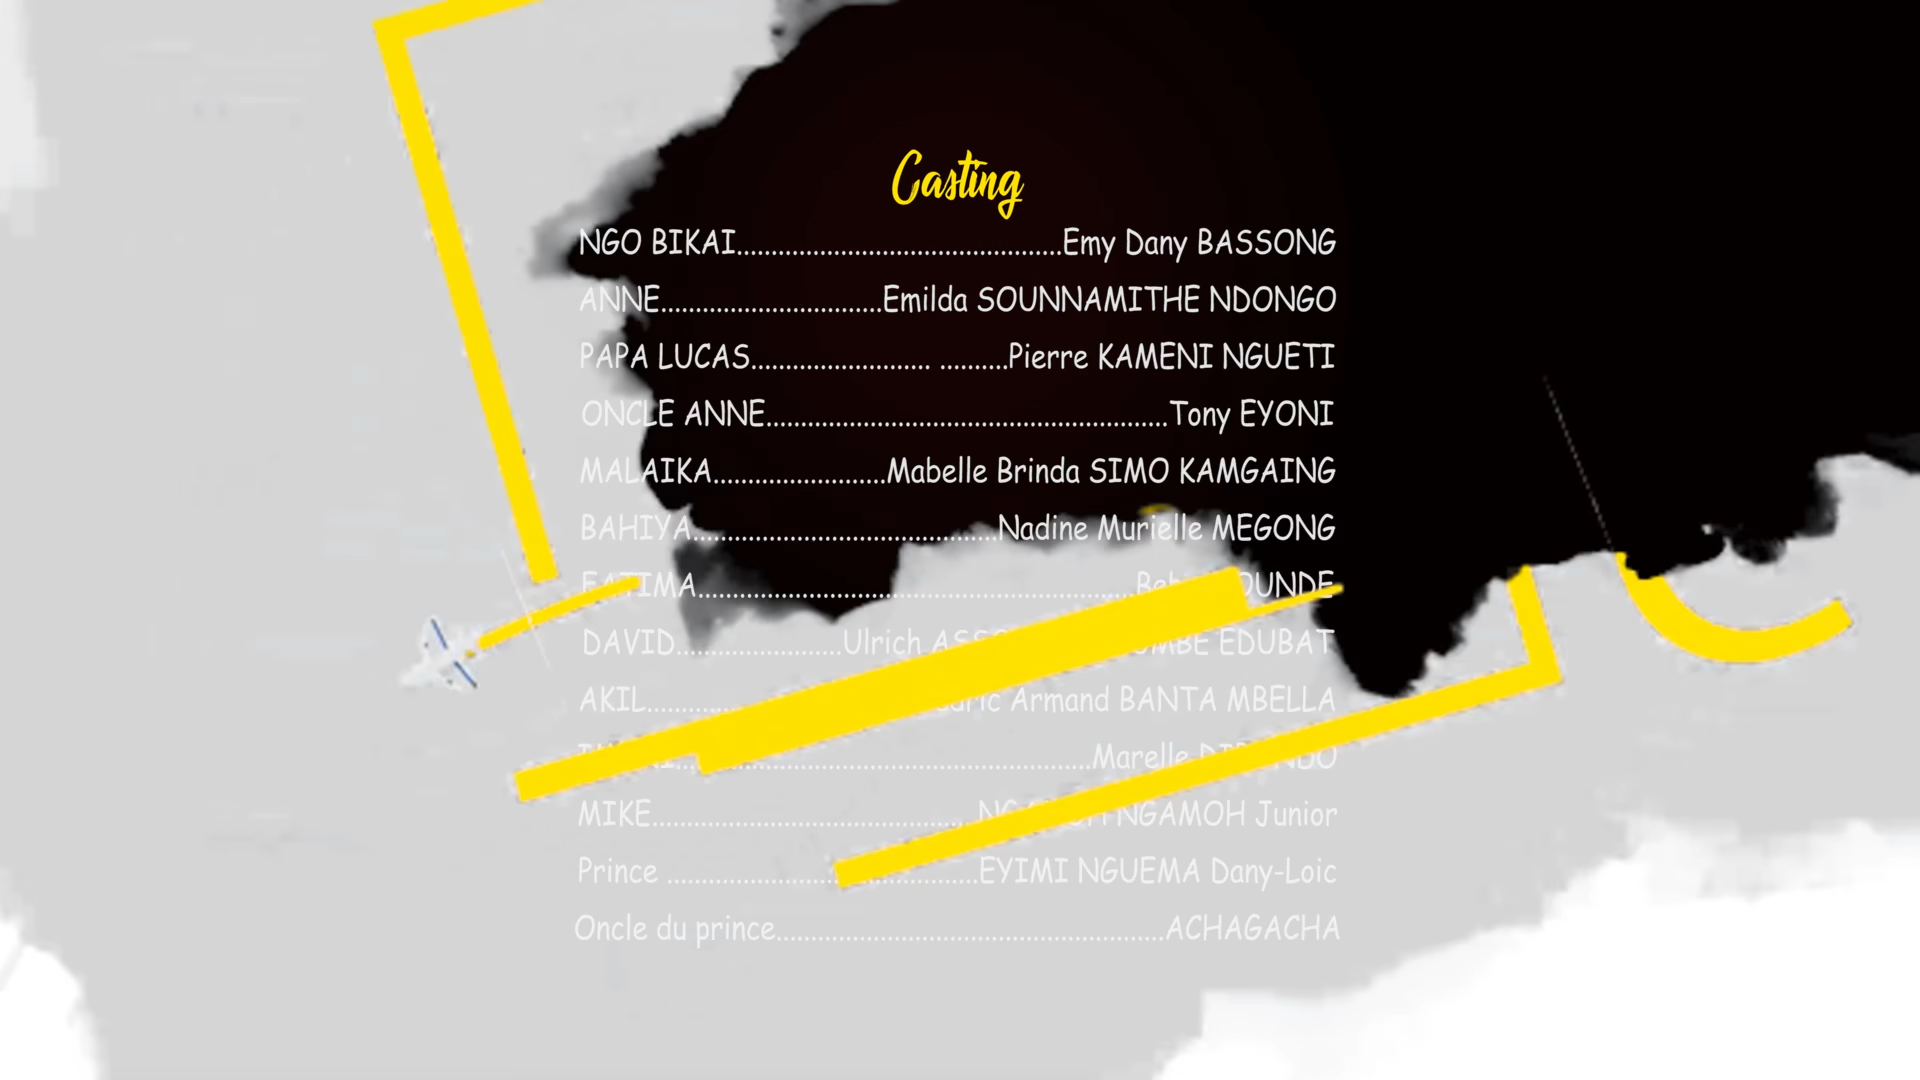 Casting
NGO BIKAI..............................................Emy Dany BASSONG
ANNE................................Emilda SOUNNAMITHE NDONGO
PAPA LUCAS.......................... ..........Pierre KAMENI NGUETI
ONCLE ANNE..........................................................Tony EYONI
MALAIKA.........................Mabelle Brinda SIMO KAMGAING
BAHIYA............................................Nadine Murielle MEGONG
FATIMA...............................................................
DAVID........................Ulrich EDUBAT
AKIL............ Armand BANTA MBELLA
Marelle
MIKE.............................................. NGAMOH Junior
Prince .............................................EYIMI NGUEMA Dany-Loic
Oncle du prince........................................................ACHAGACHA